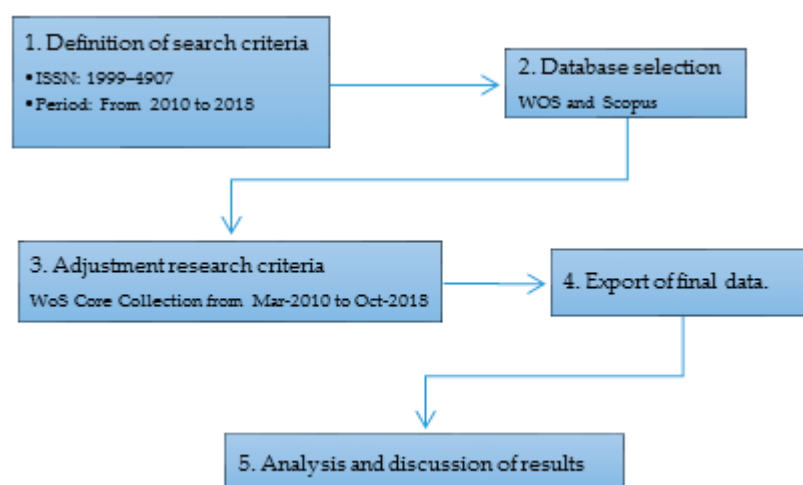 1. Definition of search criteria
•ISSN: 1999–4907
•Period: From 2010 to 2018
2. Database selection
WOS and Scopus
3. Adjustment research criteria
WoS Core Collection from Mar-2010 to Oct-2018
4. Export of final data.
5. Analysis and discussion of results